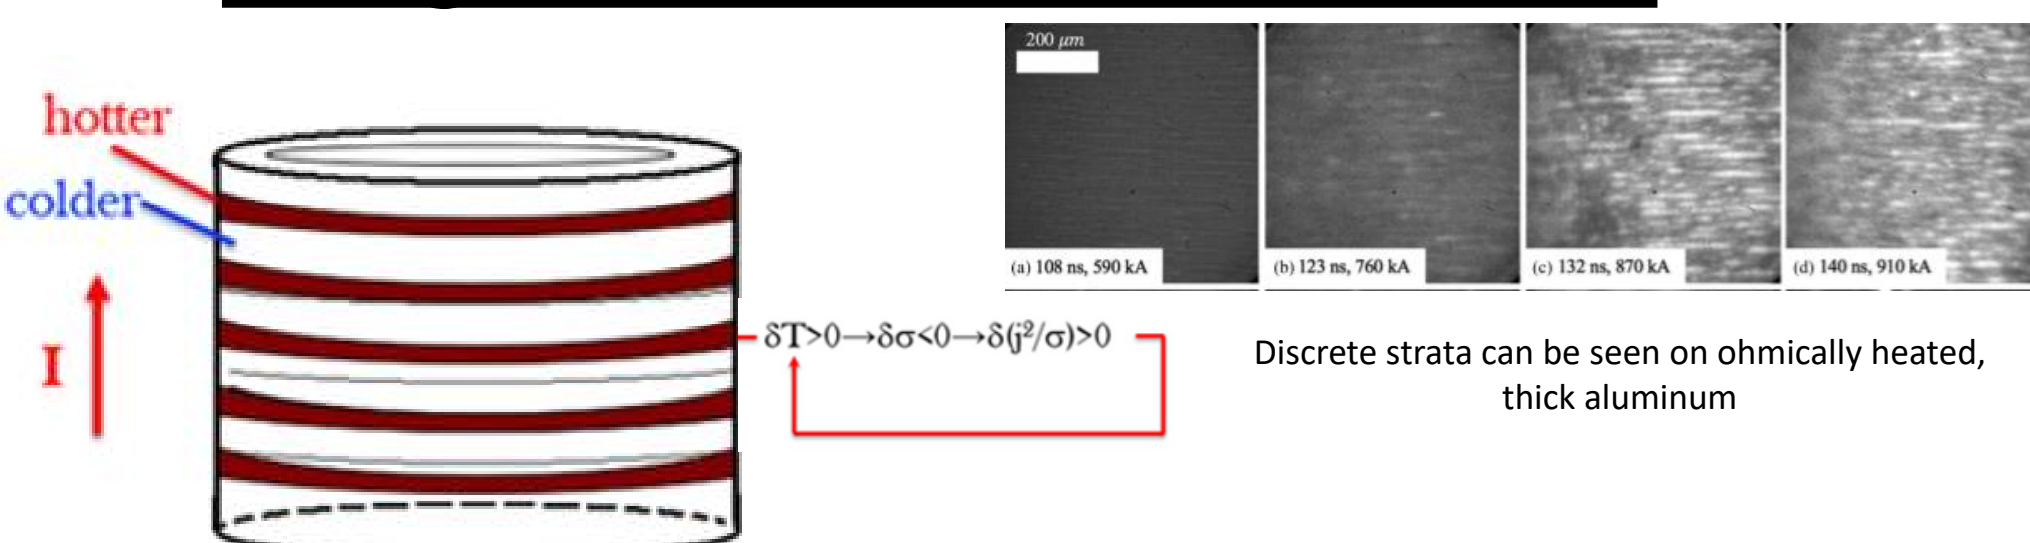 hotter
colder
I
δT>0→δσ<0→δ(j²/σ)>0
200 μm
(a) 108 ns, 590 kA
(b) 123 ns, 760 kA
(c) 132 ns, 870 kA
(d) 140 ns, 910 kA
Discrete strata can be seen on ohmically heated,
thick aluminum